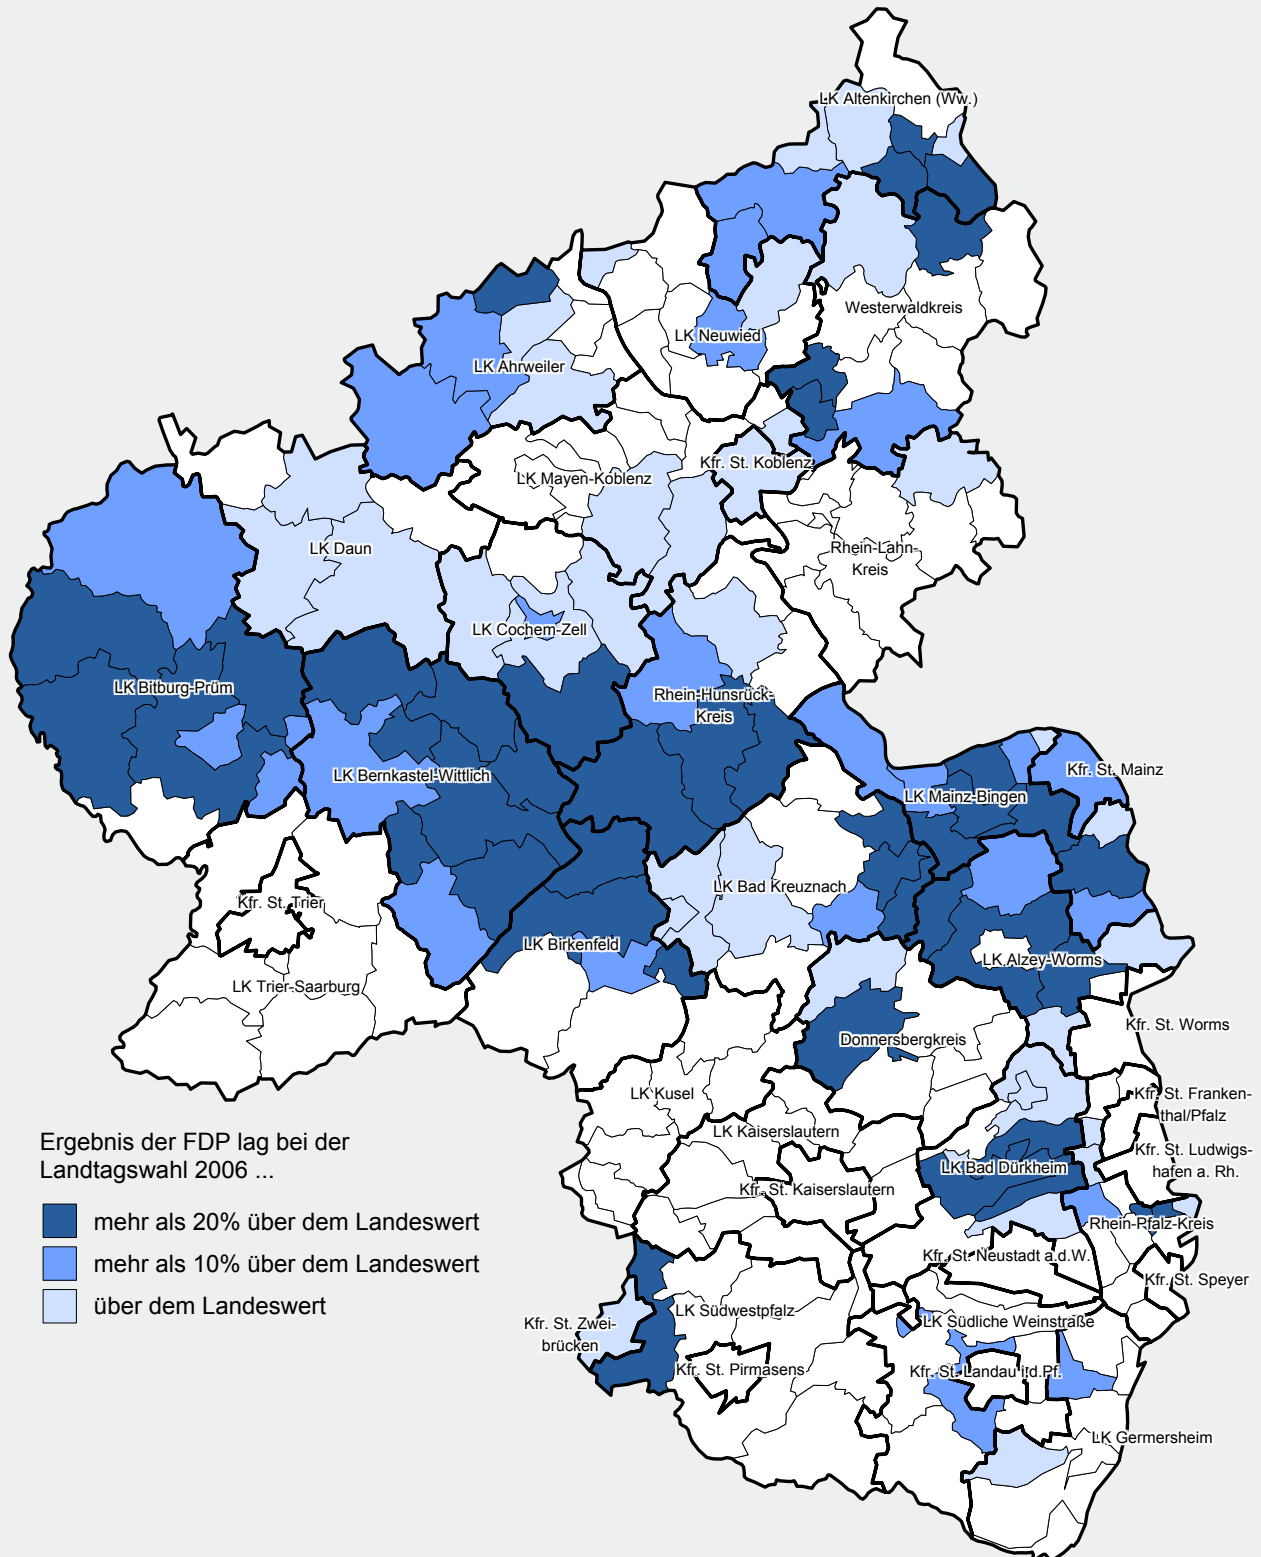 LK Altenkirchen (Ww.)
Westerwaldkreis
LK Neuwied
LK Ahrweiler
Kfr. St. Koblenz
LK Mayen-Koblenz
LK Daun
Rhein-Lahn-
Kreis
LK Cochem-Zell
LK Bitburg-Prüm
Rhein-Hunsrück-
Kreis
LK Bernkastel-Wittlich
Kfr. St. Mainz
LK Mainz-Bingen
LK Bad Kreuznach
Kfr. St. Trier
LK Birkenfeld
LK Alzey-Worms
LK Trier-Saarburg
Kfr. St. Worms
Donnersbergkreis
LK Kusel
Kfr. St. Franken-
thal/Pfalz
LK Kaiserslautern
Kfr. St. Ludwigs-
hafen a. Rh.
LK Bad Dürkheim
Kfr. St. Kaiserslautern
Rhein-Pfalz-Kreis
Kfr. St. Neustadt a.d.W.
Kfr. St. Speyer
LK Südwestpfalz
Kfr. St. Zwei-
brücken
LK Südliche Weinstraße
Kfr. St. Pirmasens
Kfr. St. Landau i.d.Pf.
LK Germersheim
Ergebnis der FDP lag bei der
Landtagswahl 2006 ...
mehr als 20% über dem Landeswert
mehr als 10% über dem Landeswert
über dem Landeswert